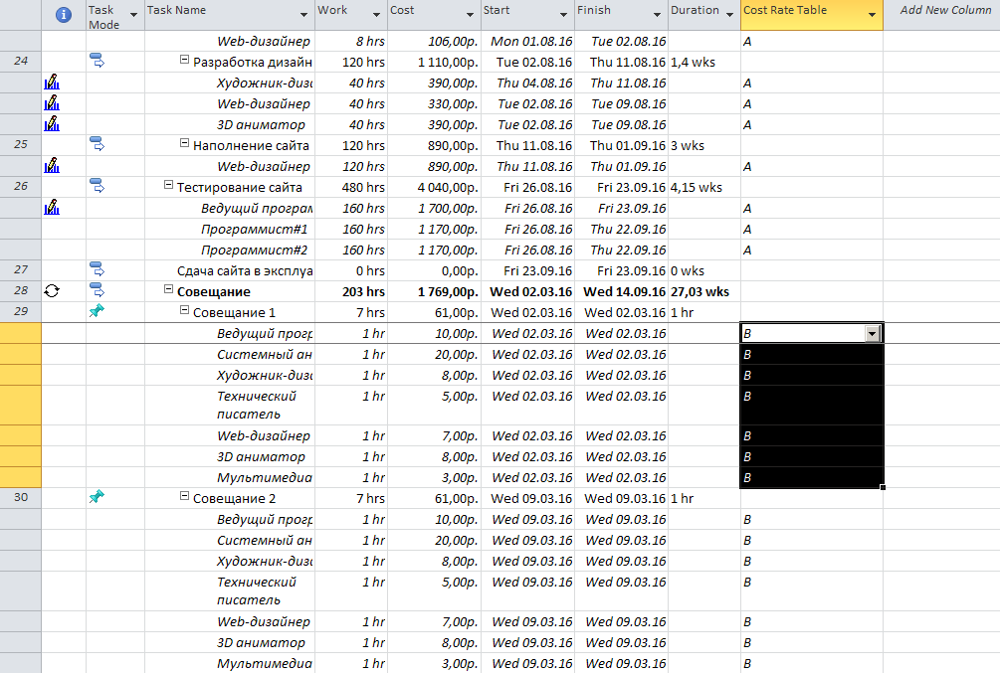 Task Mode Task Name Work Cost Start Finish Duration Cost Rate Table Add New Column
Web-дизайнер 8 hrs 106,00р. Mon 01.08.16 Tue 02.08.16 A
24 Разработка дизайн 120 hrs 1 110,00р. Tue 02.08.16 Thu 11.08.16 1,4 wks
Художник-диза 40 hrs 390,00р. Thu 04.08.16 Thu 11.08.16 A
Web-дизайнер 40 hrs 330,00р. Tue 02.08.16 Tue 09.08.16 A
3D аниматор 40 hrs 390,00р. Tue 02.08.16 Tue 09.08.16 A
25 Наполнение сайта 120 hrs 890,00р. Thu 11.08.16 Thu 01.09.16 3 wks
Web-дизайнер 120 hrs 890,00р. Thu 11.08.16 Thu 01.09.16 A
26 Тестирование сайта 480 hrs 4 040,00р. Fri 26.08.16 Fri 23.09.16 4,15 wks
Ведущий програм 160 hrs 1 700,00р. Fri 26.08.16 Fri 23.09.16 A
Программист#1 160 hrs 1 170,00р. Fri 26.08.16 Thu 22.09.16 A
Программист#2 160 hrs 1 170,00р. Fri 26.08.16 Thu 22.09.16 A
27 Сдача сайта в эксплуа 0 hrs 0,00р. Fri 23.09.16 Fri 23.09.16 0 wks
28 Совещание 203 hrs 1 769,00р. Wed 02.03.16 Wed 14.09.16 27,03 wks
29 Совещание 1 7 hrs 61,00р. Wed 02.03.16 Wed 02.03.16 1 hr
Ведущий прогр 1 hr 10,00р. Wed 02.03.16 Wed 02.03.16 B
Системный ан 1 hr 20,00р. Wed 02.03.16 Wed 02.03.16 B
Художник-диза 1 hr 8,00р. Wed 02.03.16 Wed 02.03.16 B
Технический 1 hr 5,00р. Wed 02.03.16 Wed 02.03.16 B
писатель
Web-дизайнер 1 hr 7,00р. Wed 02.03.16 Wed 02.03.16 B
3D аниматор 1 hr 8,00р. Wed 02.03.16 Wed 02.03.16 B
Мультимедиа 1 hr 3,00р. Wed 02.03.16 Wed 02.03.16 B
30 Совещание 2 7 hrs 61,00р. Wed 09.03.16 Wed 09.03.16 1 hr
Ведущий прогр 1 hr 10,00р. Wed 09.03.16 Wed 09.03.16 B
Системный ан 1 hr 20,00р. Wed 09.03.16 Wed 09.03.16 B
Художник-диза 1 hr 8,00р. Wed 09.03.16 Wed 09.03.16 B
Технический 1 hr 5,00р. Wed 09.03.16 Wed 09.03.16 B
писатель
Web-дизайнер 1 hr 7,00р. Wed 09.03.16 Wed 09.03.16 B
3D аниматор 1 hr 8,00р. Wed 09.03.16 Wed 09.03.16 B
Мультимедиа 1 hr 3,00р. Wed 09.03.16 Wed 09.03.16 B